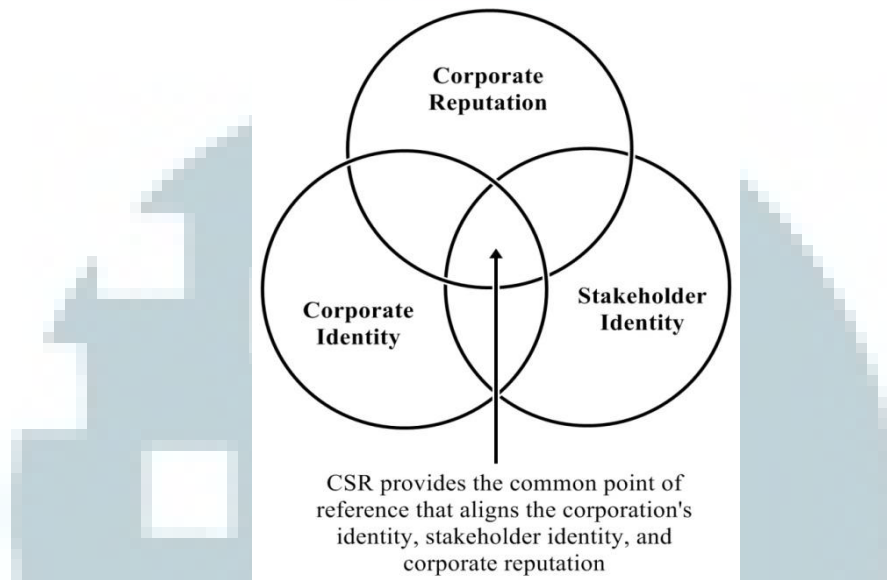 Corporate
Reputation
Corporate
Identity
Stakeholder
Identity
CSR provides the common point of
reference that aligns the corporation's
identity, stakeholder identity, and
corporate reputation